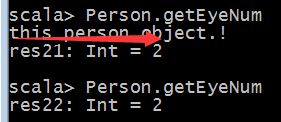 scala> Person.getEyeNum
this person object.!
res21: Int = 2
scala> Person.getEyeNum
res22: Int = 2